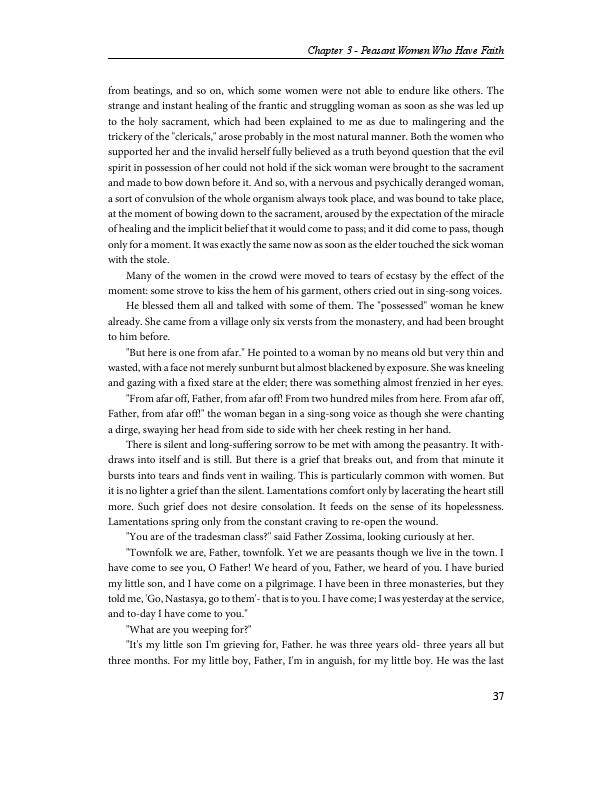 Chapter 3 - Peasant Women Who Have Faith
from beatings, and so on, which some women were not able to endure like others. The
strange and instant healing of the frantic and struggling woman as soon as she was led up
to the holy sacrament, which had been explained to me as due to malingering and the
trickery of the "clericals," arose probably in the most natural manner. Both the women who
supported her and the invalid herself fully believed as a truth beyond question that the evil
spirit in possession of her could not hold if the sick woman were brought to the sacrament
and made to bow down before it. And so, with a nervous and psychically deranged woman,
a sort of convulsion of the whole organism always took place, and was bound to take place,
at the moment of bowing down to the sacrament, aroused by the expectation of the miracle
of healing and the implicit belief that it would come to pass; and it did come to pass, though
only for a moment. It was exactly the same now as soon as the elder touched the sick woman
with the stole.
Many of the women in the crowd were moved to tears of ecstasy by the effect of the
moment: some strove to kiss the hem of his garment, others cried out in sing-song voices.
He blessed them all and talked with some of them. The "possessed" woman he knew
already. She came from a village only six versts from the monastery, and had been brought
to him before.
"But here is one from afar." He pointed to a woman by no means old but very thin and
wasted, with a face not merely sunburnt but almost blackened by exposure. She was kneeling
and gazing with a fixed stare at the elder; there was something almost frenzied in her eyes.
"From afar off, Father, from afar off! From two hundred miles from here. From afar off,
Father, from afar off!" the woman began in a sing-song voice as though she were chanting
a dirge, swaying her head from side to side with her cheek resting in her hand.
There is silent and long-suffering sorrow to be met with among the peasantry. It with-
draws into itself and is still. But there is a grief that breaks out, and from that minute it
bursts into tears and finds vent in wailing. This is particularly common with women. But
it is no lighter a grief than the silent. Lamentations comfort only by lacerating the heart still
more. Such grief does not desire consolation. It feeds on the sense of its hopelessness.
Lamentations spring only from the constant craving to re-open the wound.
"You are of the tradesman class?" said Father Zossima, looking curiously at her.
"Townfolk we are, Father, townfolk. Yet we are peasants though we live in the town. I
have come to see you, O Father! We heard of you, Father, we heard of you. I have buried
my little son, and I have come on a pilgrimage. I have been in three monasteries, but they
told me, 'Go, Nastasya, go to them'- that is to you. I have come; I was yesterday at the service,
and to-day I have come to you."
"What are you weeping for?"
"It's my little son I'm grieving for, Father. he was three years old- three years all but
three months. For my little boy, Father, I'm in anguish, for my little boy. He was the last
37